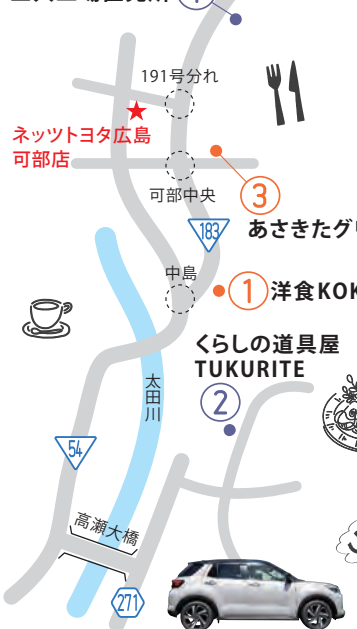 191号分れ
ネッツトヨタ広島
可部店
可部中央
3
183
あさきたグ
中島
1 洋食KOK
くらしの道具屋
TUKURITE
2
太田川
54
高瀬大橋
271